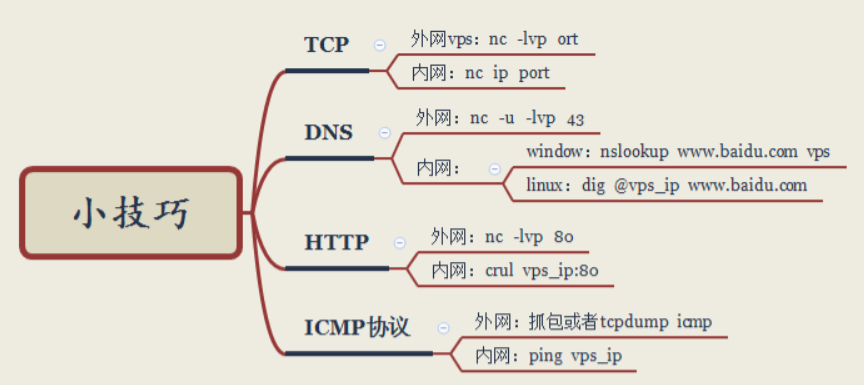 小技巧
TCP
外网vps：nc -lvp ort
内网：nc ip port
DNS
外网：nc -u -lvp 43
内网：
window：nslookup www.baidu.com vps
linux：dig @vps_ip www.baidu.com
HTTP
外网：nc -lvp 80
内网：crul vps_ip:80
ICMP协议
外网：抓包或者tcpdump icmp
内网：ping vps_ip